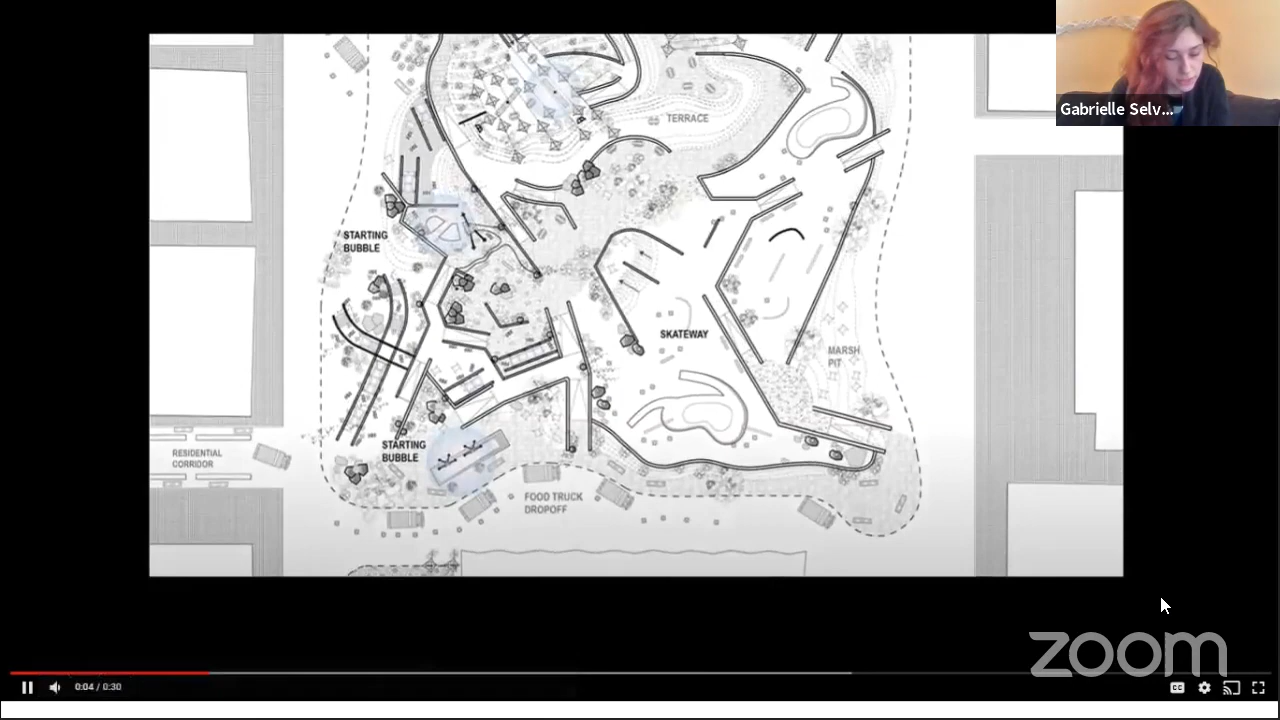 Gabrielle Selv...
TERRACE
STARTING
BUBBLE
SKATEWAY
MARSH
PIT
STARTING
BUBBLE
RESIDENTIAL
CORRIDOR
FOOD TRUCK
DROPOFF
zoom
0:04 / 0:30
CC